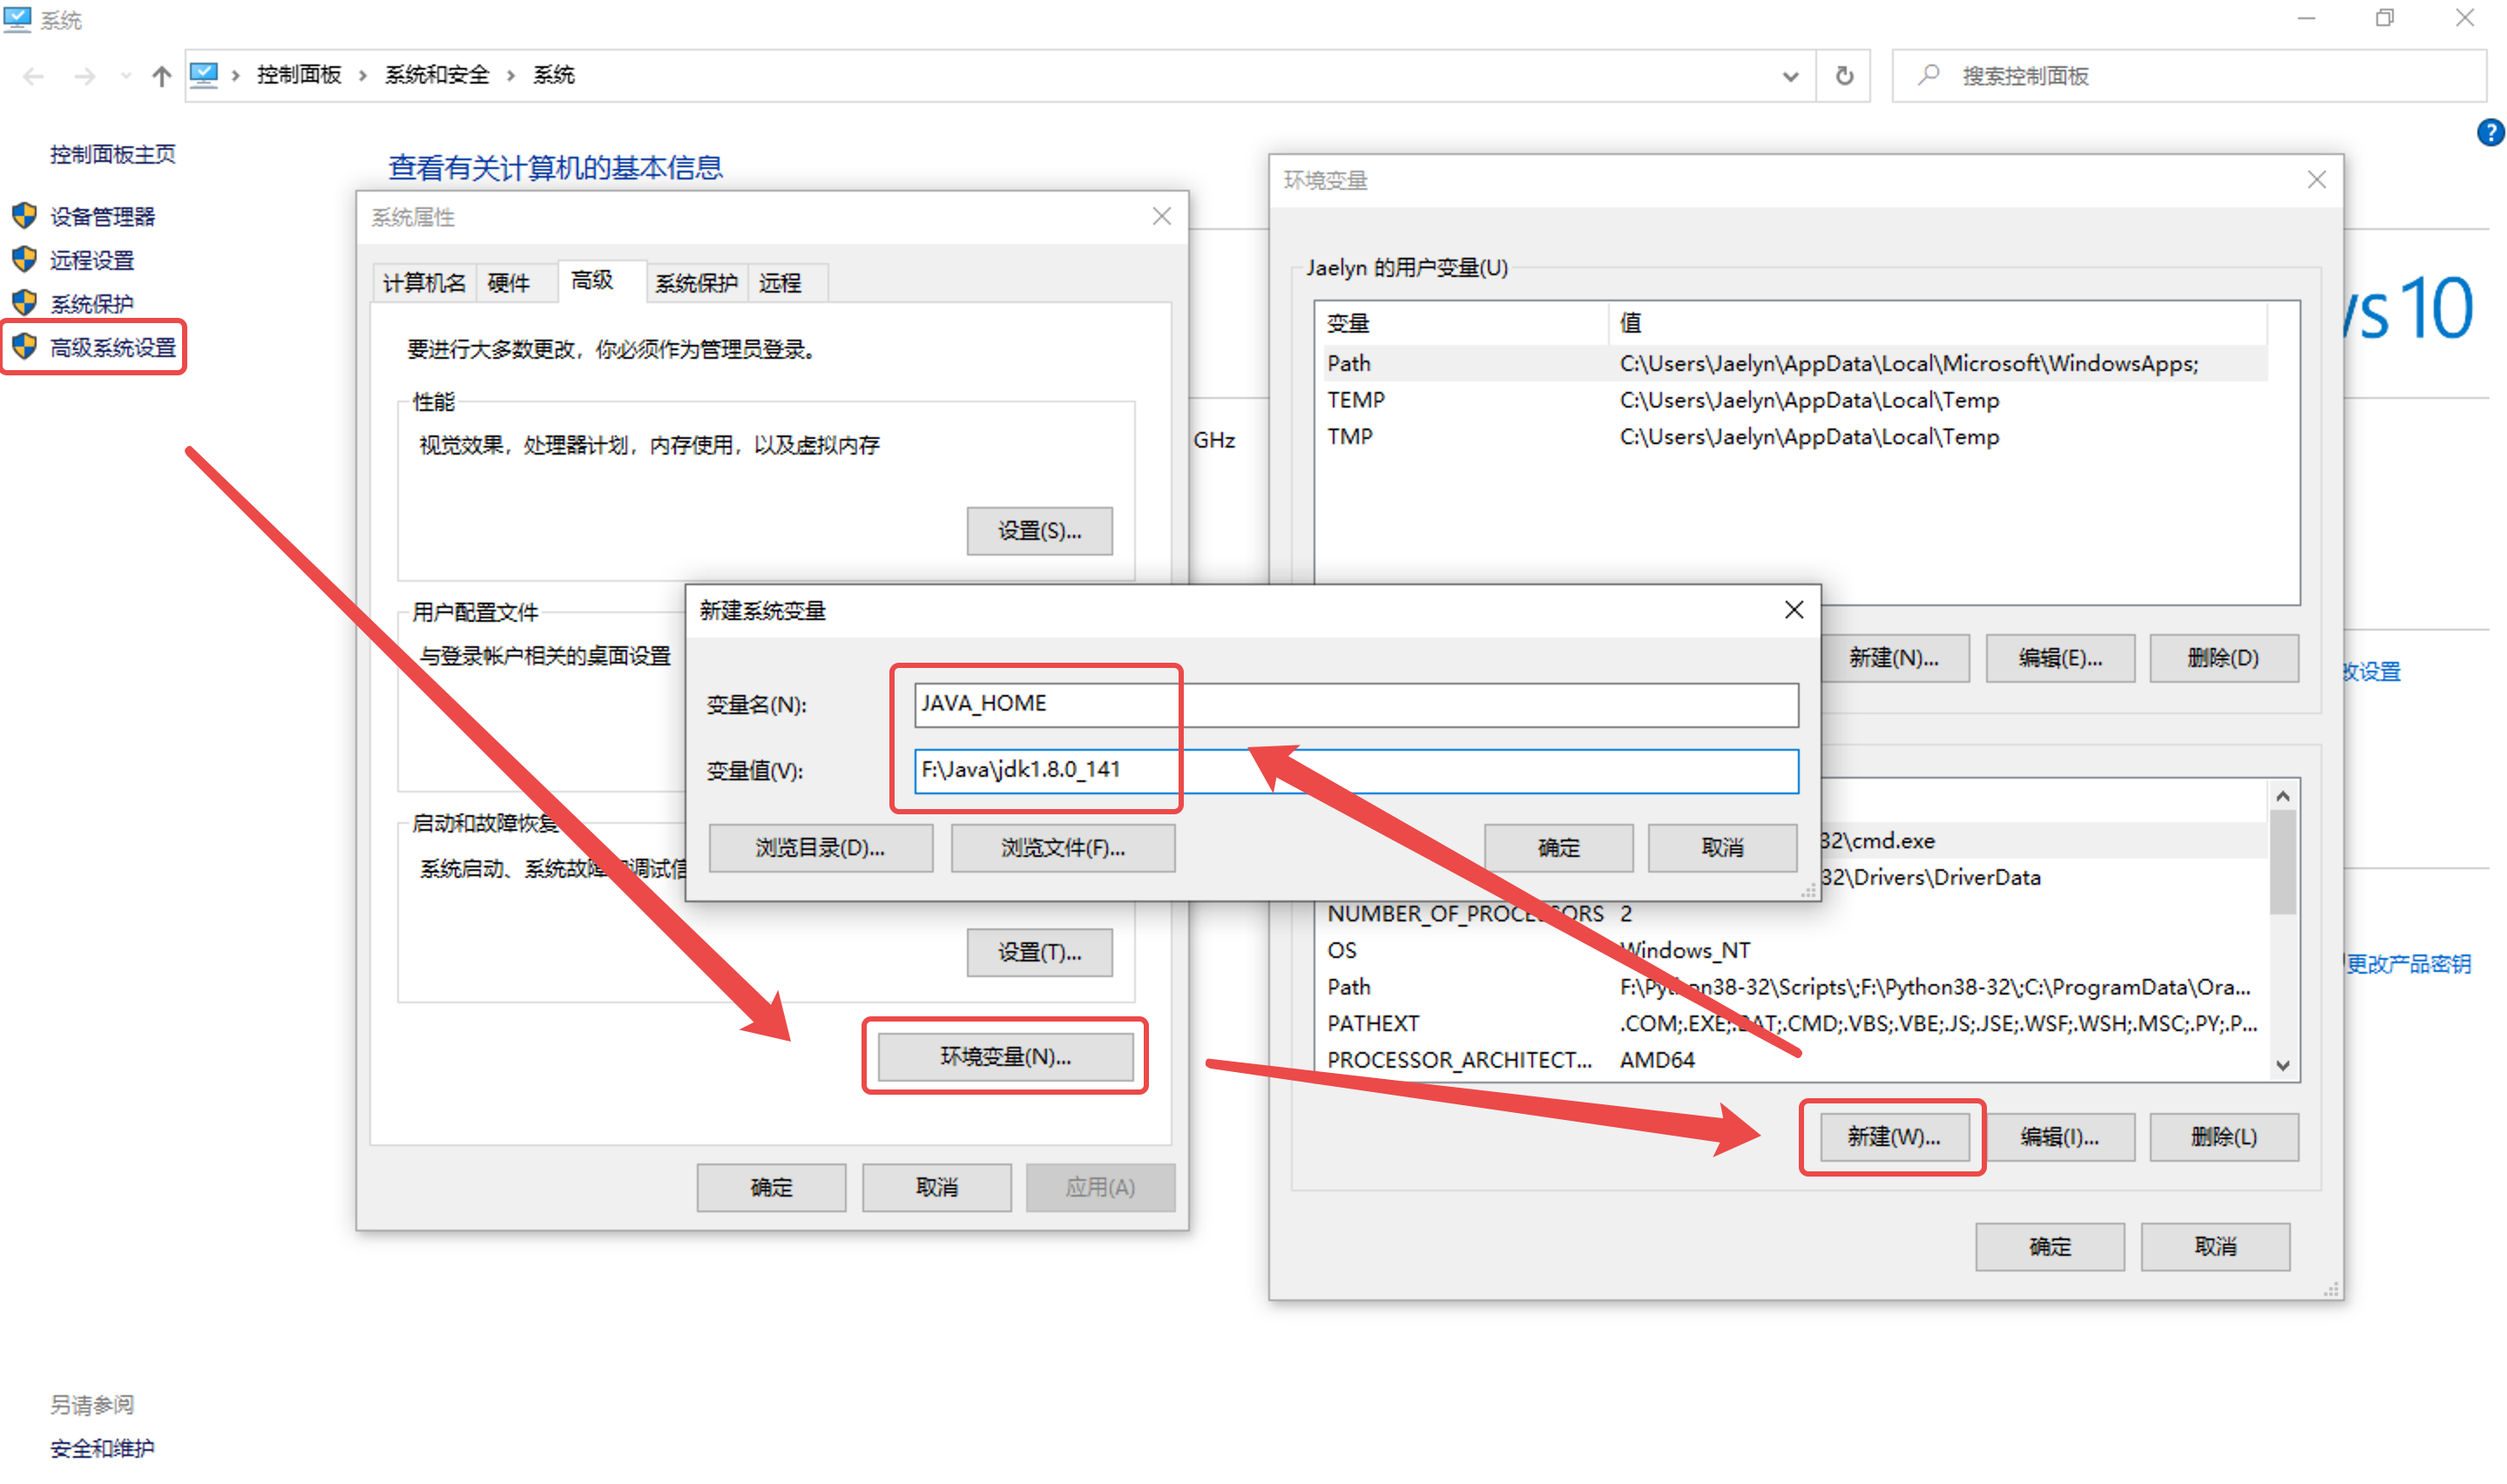 系统
控制面板 系统和安全 系统
搜索控制面板
控制面板主页
设备管理器
远程设置
系统保护
高级系统设置
查看有关计算机的基本信息
GHz
系统属性
计算机名 硬件 高级 系统保护 远程
要进行大多数更改，你必须作为管理员登录。
性能
视觉效果，处理器计划，内存使用，以及虚拟内存
设置(S)...
用户配置文件
与登录帐户相关的桌面设置
启动和故障恢复
系统启动、系统故障 调试信
设置(T)...
环境变量(N)...
确定 取消 应用(A)
环境变量
Jaelyn 的用户变量(U)
变量 值
Path C:\Users\Jaelyn\AppData\Local\Microsoft\WindowsApps;
TEMP C:\Users\Jaelyn\AppData\Local\Temp
TMP C:\Users\Jaelyn\AppData\Local\Temp
新建(N)... 编辑(E)... 删除(D)
新建系统变量
变量名(N): JAVA_HOME
变量值(V): F:\Java\jdk1.8.0_141
浏览目录(D)... 浏览文件(F)... 确定 取消
32\cmd.exe
32\Drivers\DriverData
NUMBER_OF_PROCESSORS 2
OS Windows_NT
Path F:\Python38-32\Scripts\;F:\Python38-32\;C:\ProgramData\Ora...
PATHEXT .COM;.EXE;.BAT;.CMD;.VBS;.VBE;.JS;.JSE;.WSF;.WSH;.MSC;.PY;.P...
PROCESSOR_ARCHITECT... AMD64
新建(W)... 编辑(I)... 删除(L)
确定 取消
ws 10
改设置
更改产品密钥
另请参阅
安全和维护